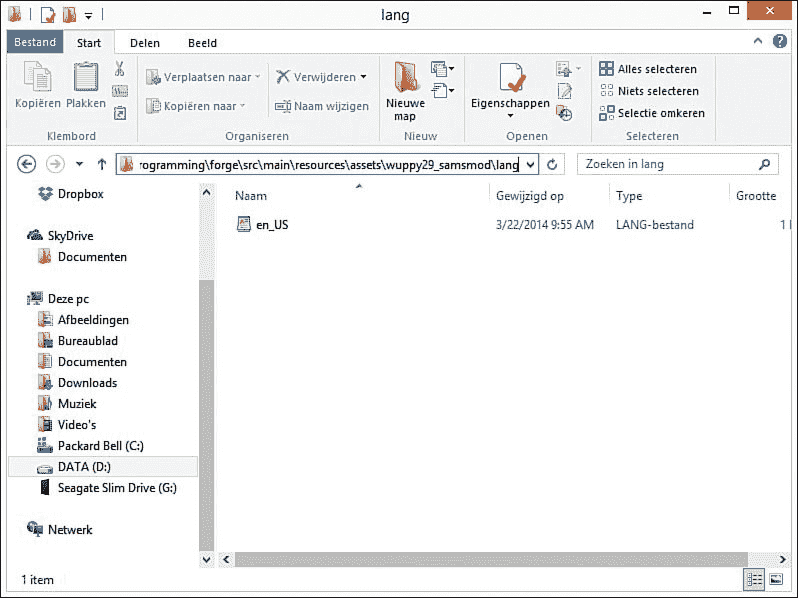 lang
Bestand Start Delen Beeld
Kopiëren Plakken
Klembord
Verplaatsen naar
Kopiëren naar
Verwijderen
Naam wijzigen
Organiseren
Nieuwe
map
Nieuw
Eigenschappen
Openen
Alles selecteren
Niets selecteren
Selectie omkeren
Selecteren
rogramming\forge\src\main\resources\assets\wuppy29_samsmod\lang
Zoeken in lang
Dropbox
SkyDrive
Documenten
Deze pc
Afbeeldingen
Bureaublad
Documenten
Downloads
Muziek
Video's
Packard Bell (C:)
DATA (D:)
Seagate Slim Drive (G:)
Netwerk
Naam Gewijzigd op Type Grootte
en_US 3/22/2014 9:55 AM LANG-bestand 1
1 item